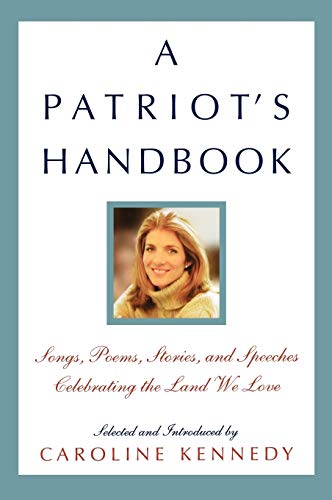 A
PATRIOT'S
HANDBOOK
Songs, Poems, Stories, and Speeches
Celebrating the Land We Love
Selected and Introduced by
CAROLINE KENNEDY